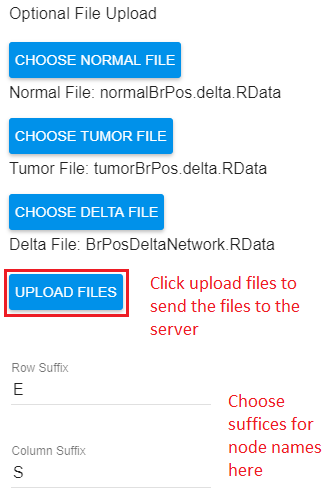 Optional File Upload
CHOOSE NORMAL FILE
Normal File: normalBrPos.delta.RData
CHOOSE TUMOR FILE
Tumor File: tumorBrPos.delta.RData
CHOOSE DELTA FILE
Delta File: BrPosDeltaNetwork.RData
UPLOAD FILES
Click upload files to
send the files to the
server
Row Suffix
E
Choose
suffices for
node names
here
Column Suffix
S